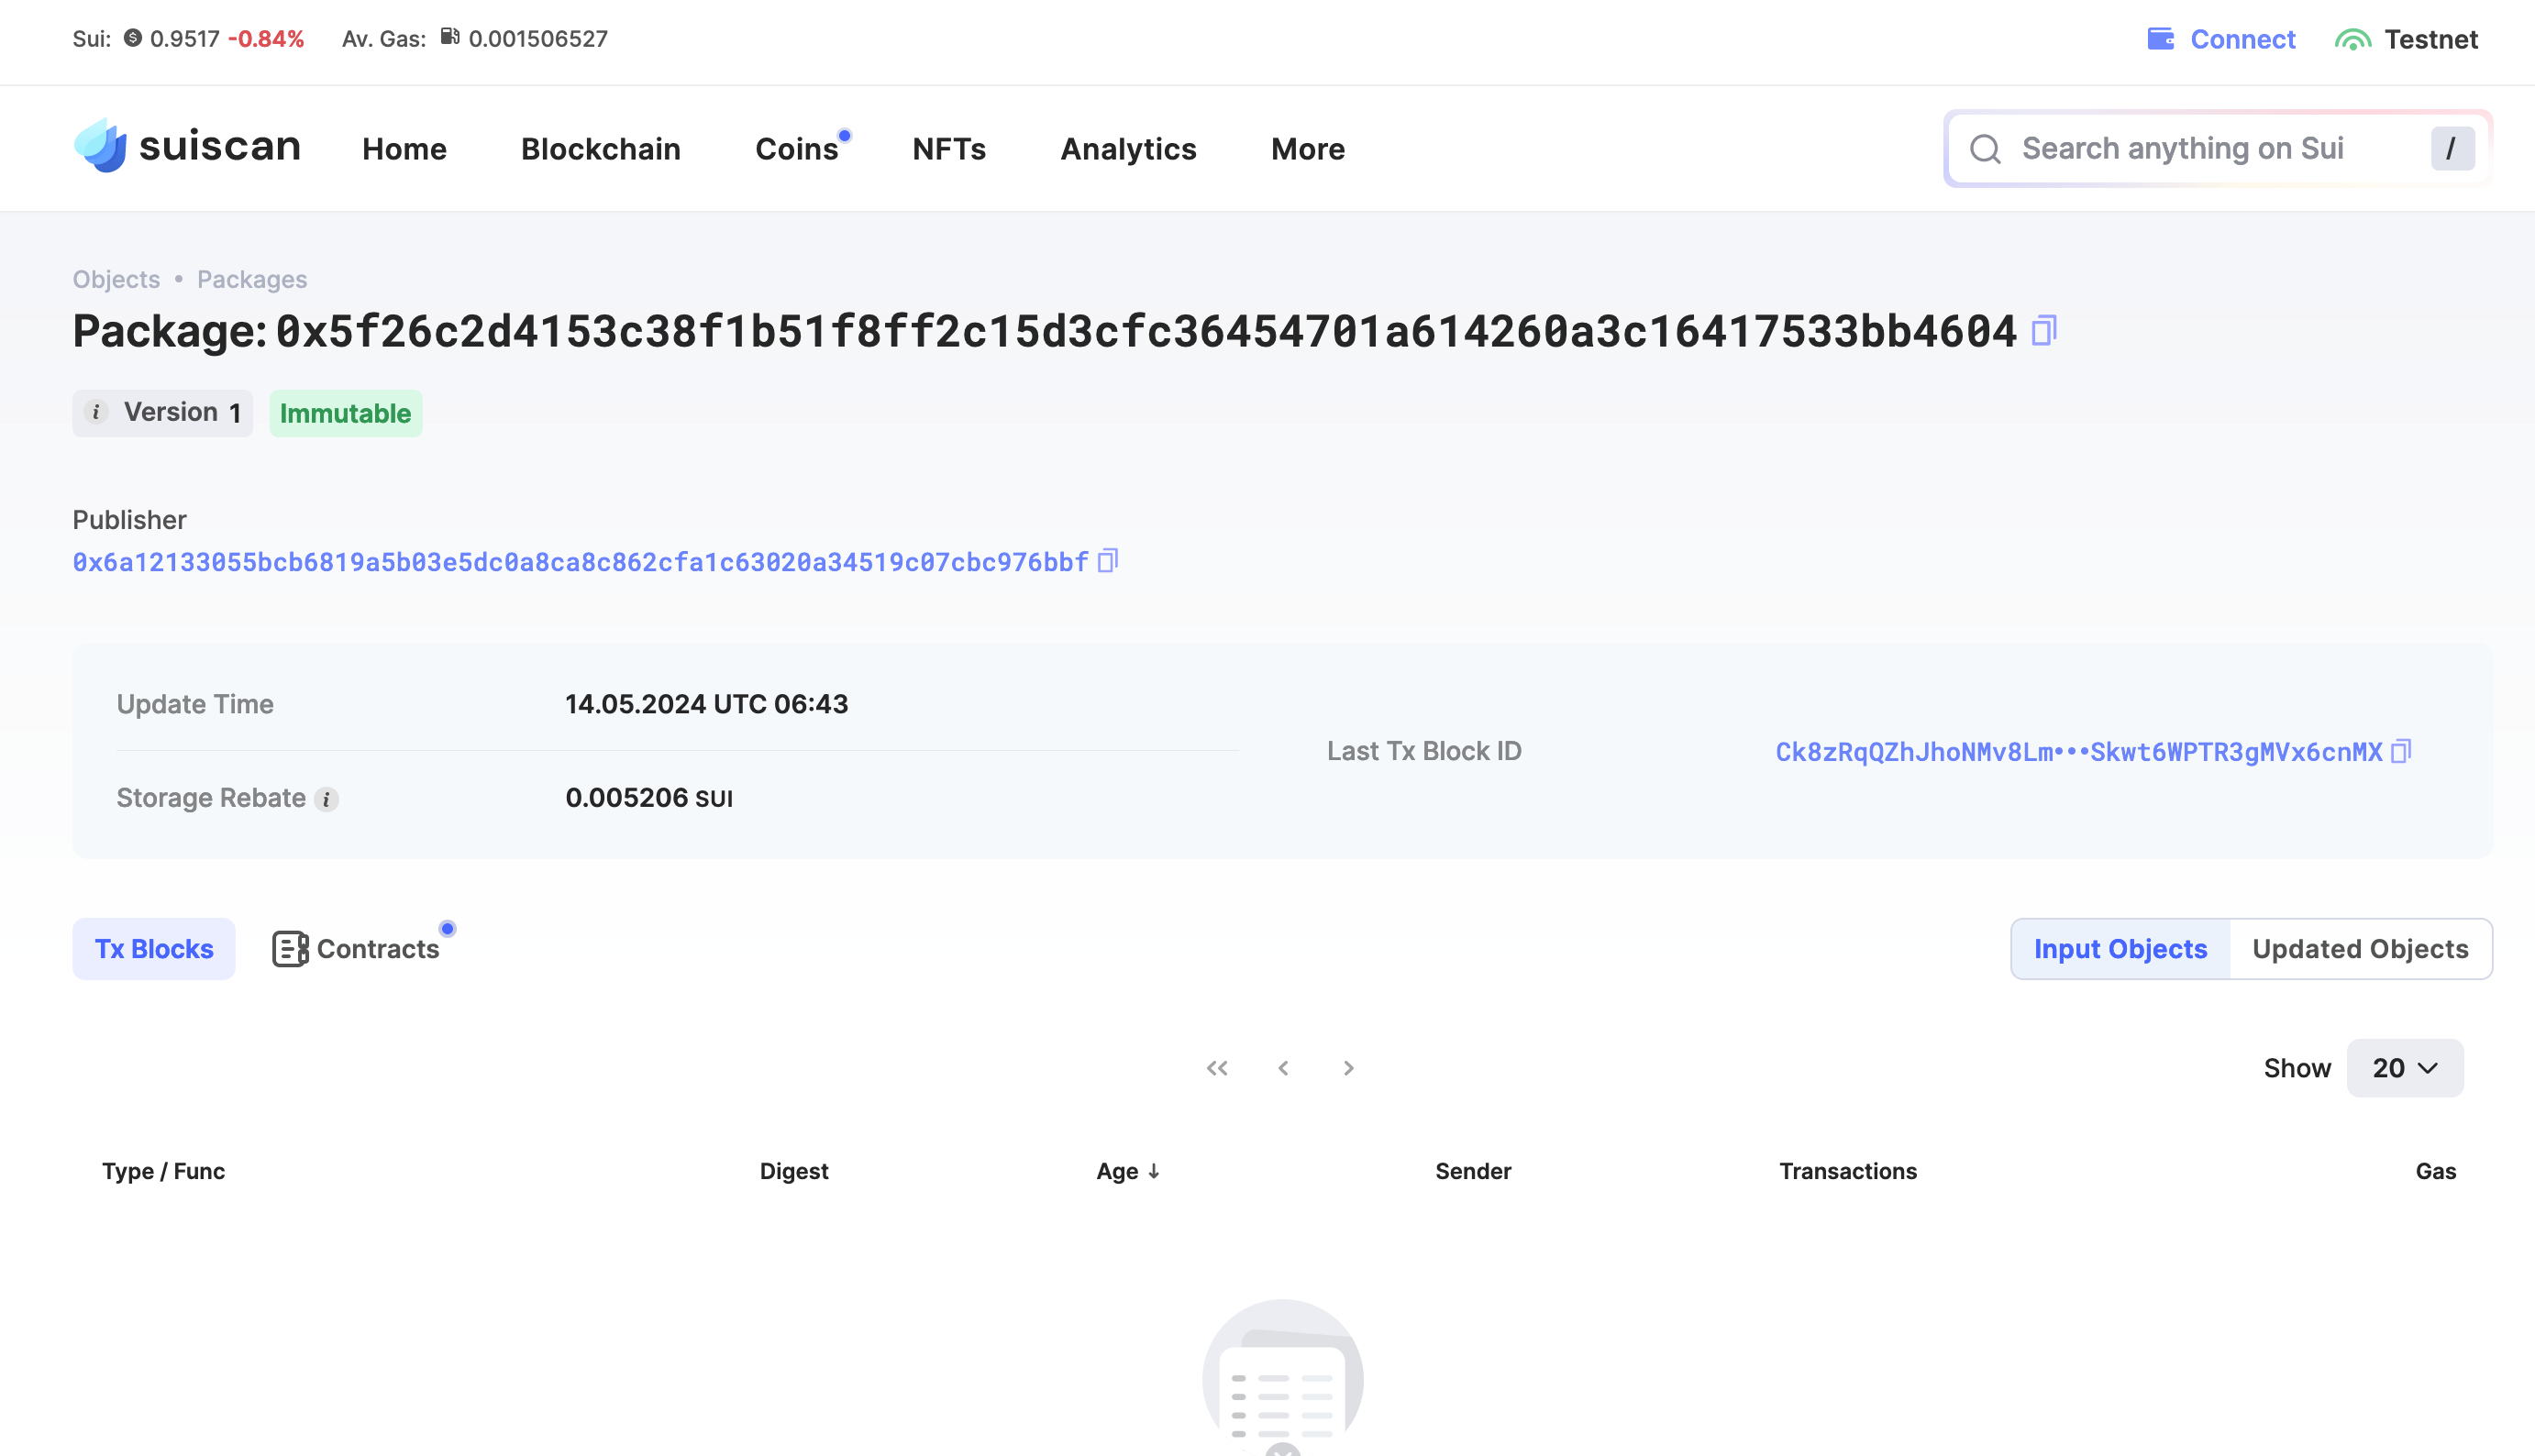 Sui: 0.9517 -0.84% Av. Gas: 0.001506527 Connect Testnet
suiscan Home Blockchain Coins NFTs Analytics More Search anything on Sui /
Objects • Packages
Package: 0x5f26c2d4153c38f1b51f8ff2c15d3cfc36454701a614260a3c16417533bb4604
i Version 1 Immutable
Publisher
0x6a12133055bcb6819a5b03e5dc0a8ca8c862cfa1c63020a34519c07cbc976bbf
Update Time 14.05.2024 UTC 06:43
Last Tx Block ID Ck8zRqQZhJhoNMv8Lm•••Skwt6WPTR3gMVx6cnMX
Storage Rebate i 0.005206 SUI
Tx Blocks Contracts Input Objects Updated Objects
Show 20
Type / Func Digest Age ↓ Sender Transactions Gas